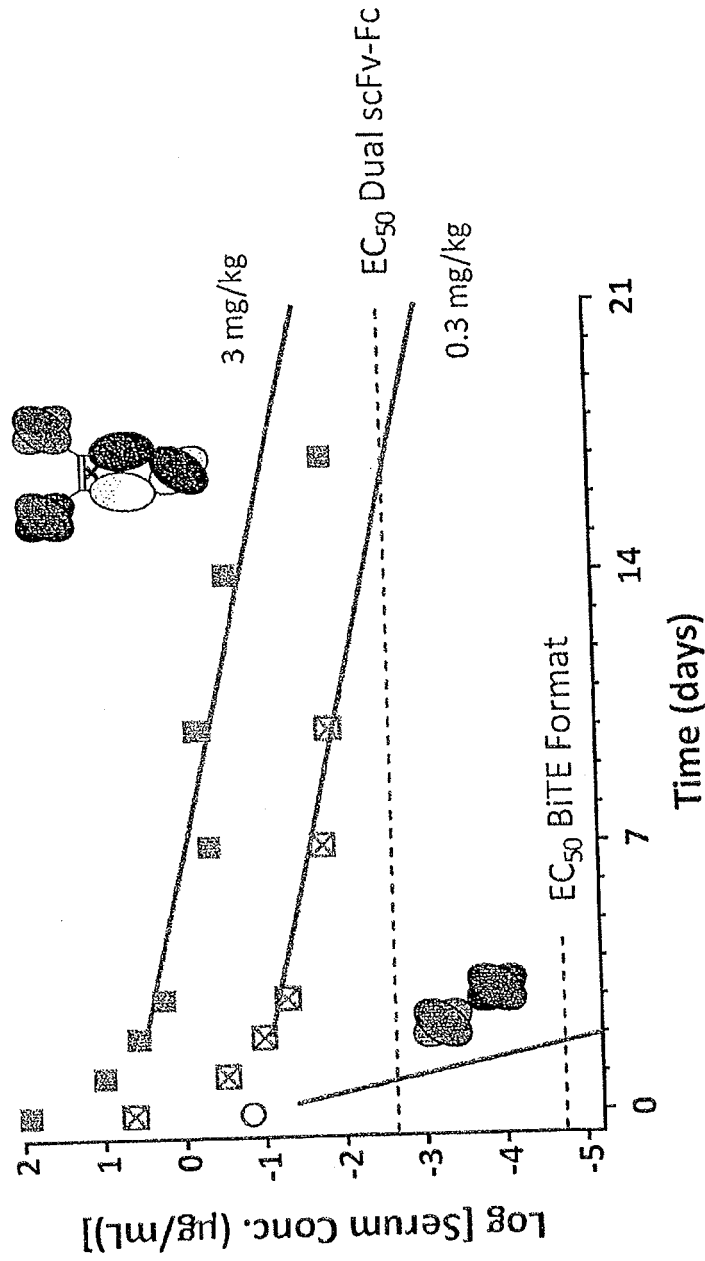 Log [Serum Conc. (µg/mL)]
2
1
0
-1
-2
-3
-4
-5
3 mg/kg
EC50 Dual scFv-Fc
0.3 mg/kg
EC50 BiTE Format
0
7
14
21
Time (days)